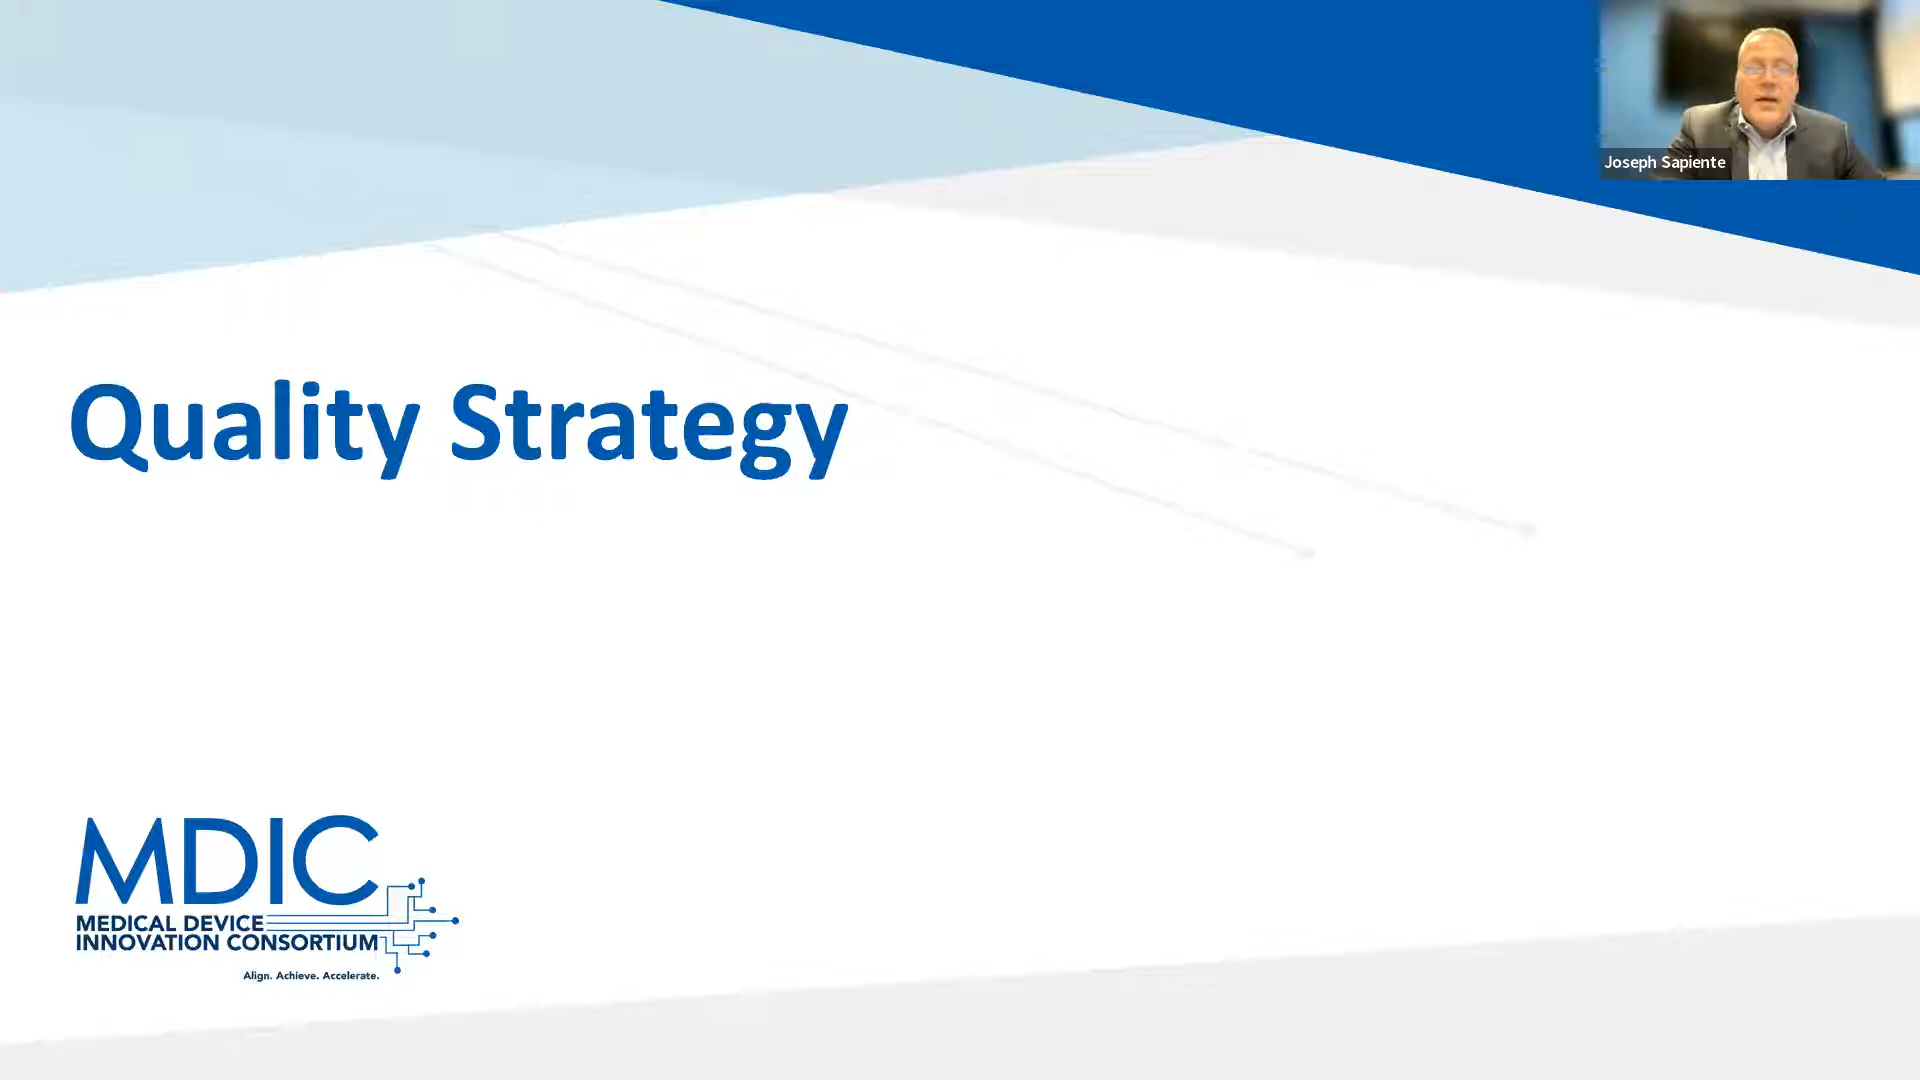 Joseph Sapiente
Quality Strategy
MDIC
MEDICAL DEVICE
INNOVATION CONSORTIUM
Align. Achieve. Accelerate.